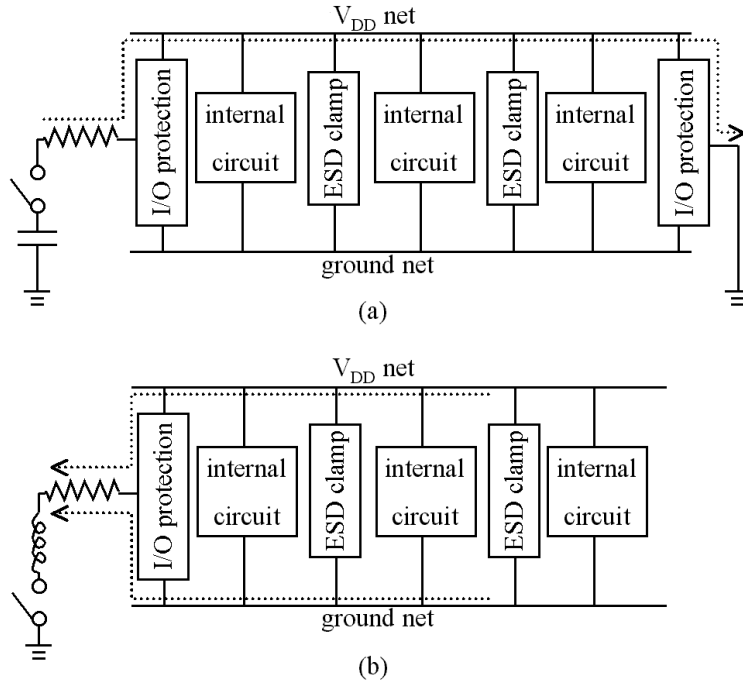 V_DD net
I/O protection
internal
circuit
ESD clamp
internal
circuit
ESD clamp
internal
circuit
I/O protection
ground net
(a)
V_DD net
I/O protection
internal
circuit
ESD clamp
internal
circuit
ESD clamp
internal
circuit
ground net
(b)